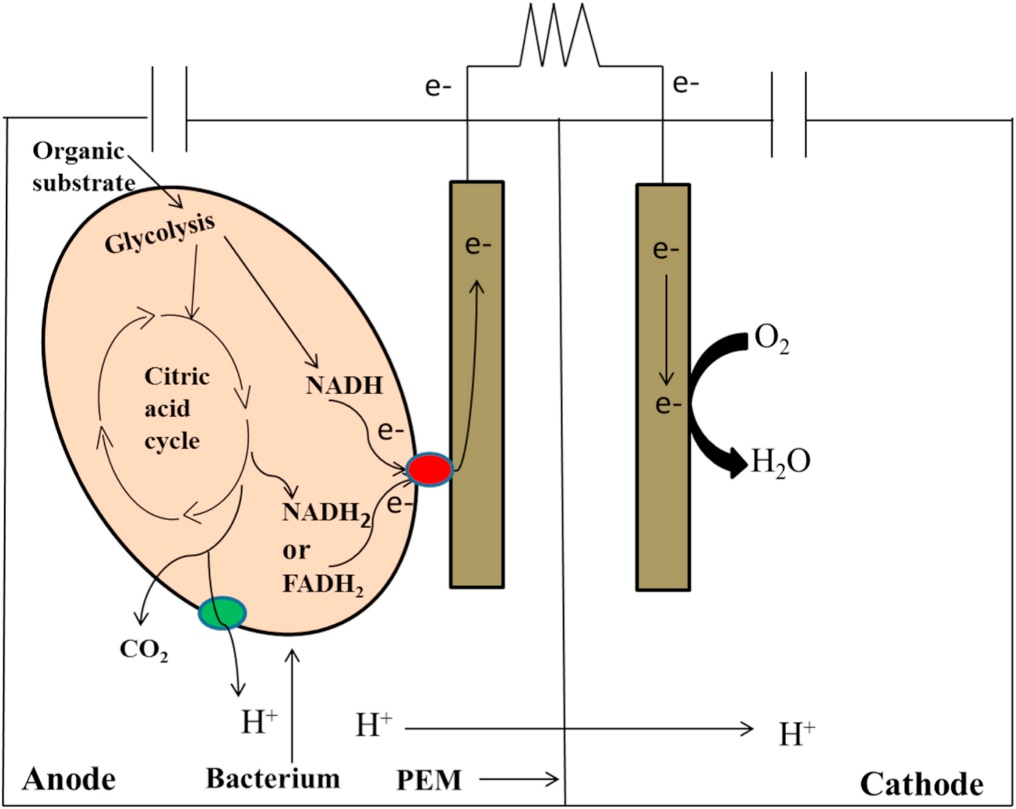 e-
e-
Organic
substrate
Glycolysis
e-
e-
O₂
Citric
acid
cycle
NADH
e-
e-
H₂O
NADH₂
or
FADH₂
e-
CO₂
H⁺
H⁺
H⁺
Anode
Bacterium
PEM
Cathode